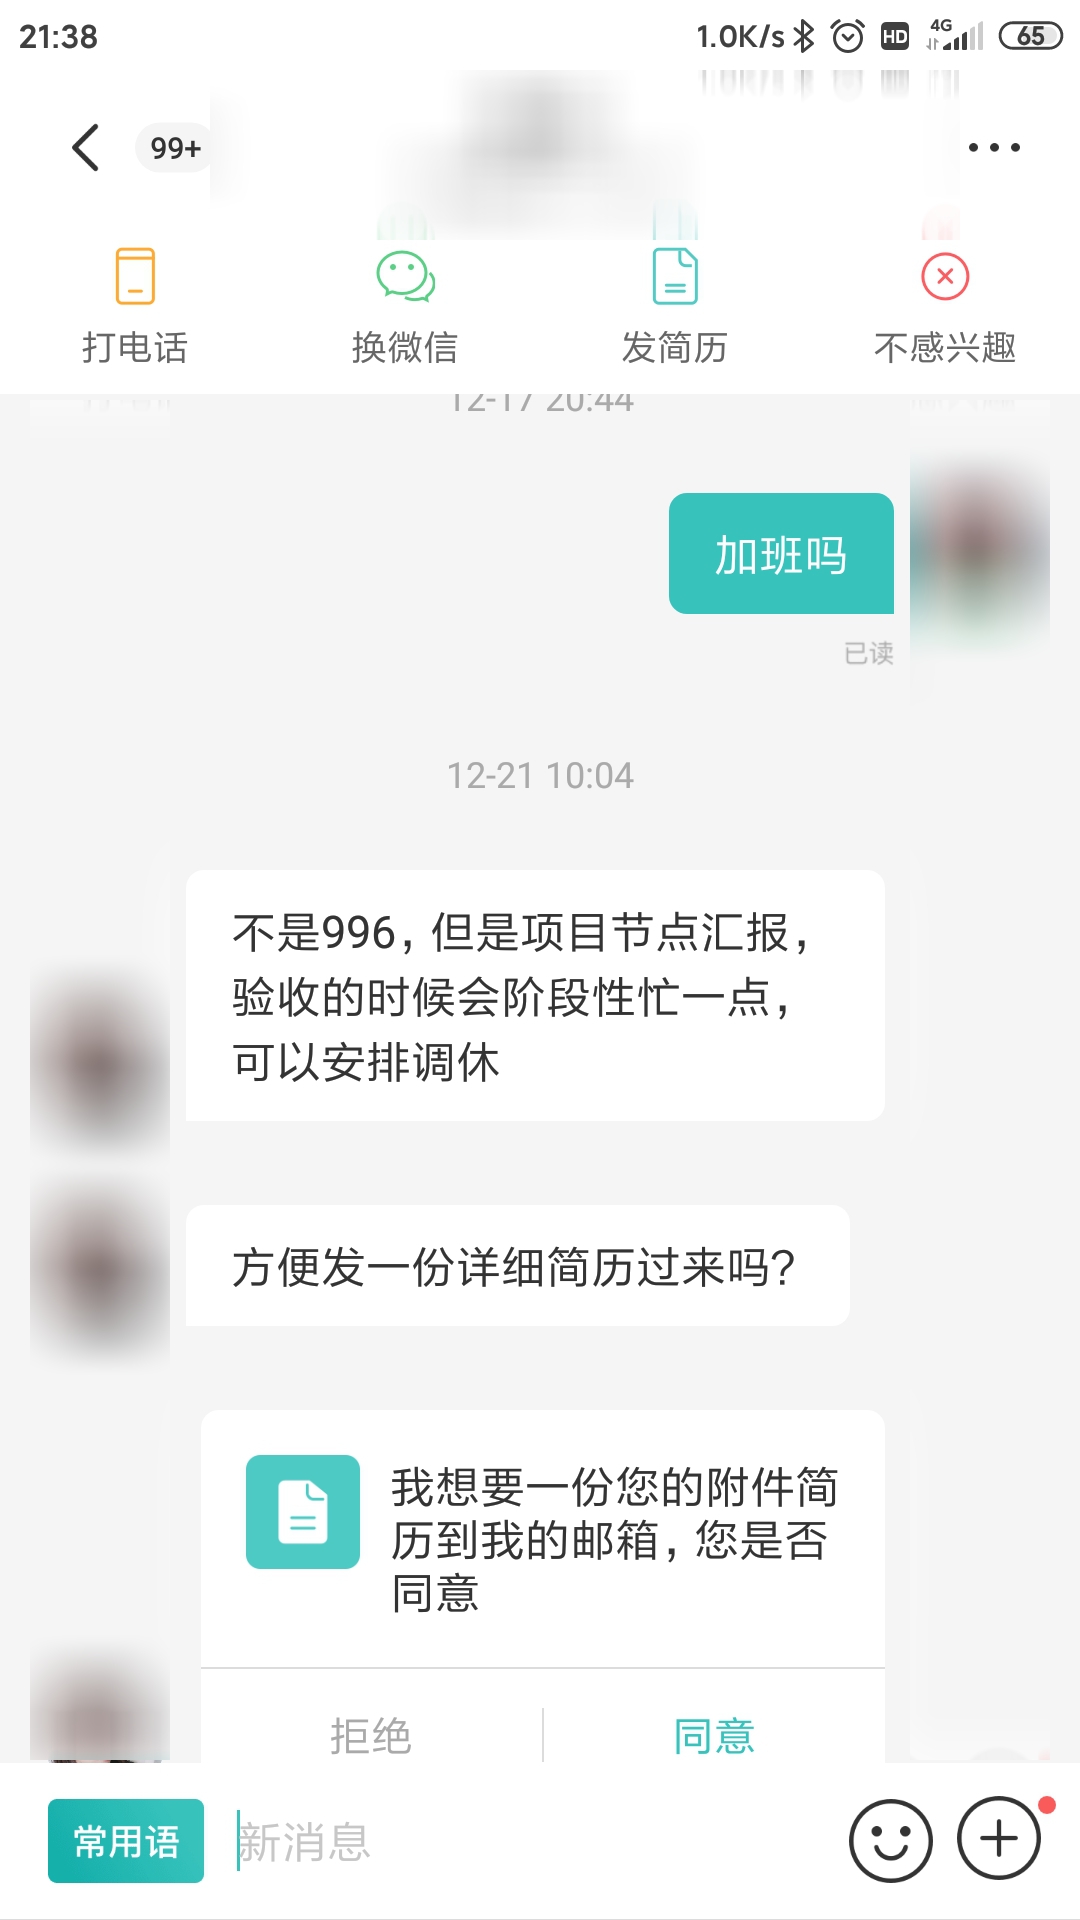 21:38
1.0K/s
HD
4G
65
99+
打电话
换微信
发简历
不感兴趣
12-17 20:44
加班吗
已读
12-21 10:04
不是996，但是项目节点汇报，
验收的时候会阶段性忙一点，
可以安排调休
方便发一份详细简历过来吗?
我想要一份您的附件简
历到我的邮箱，您是否
同意
拒绝
同意
常用语
新消息